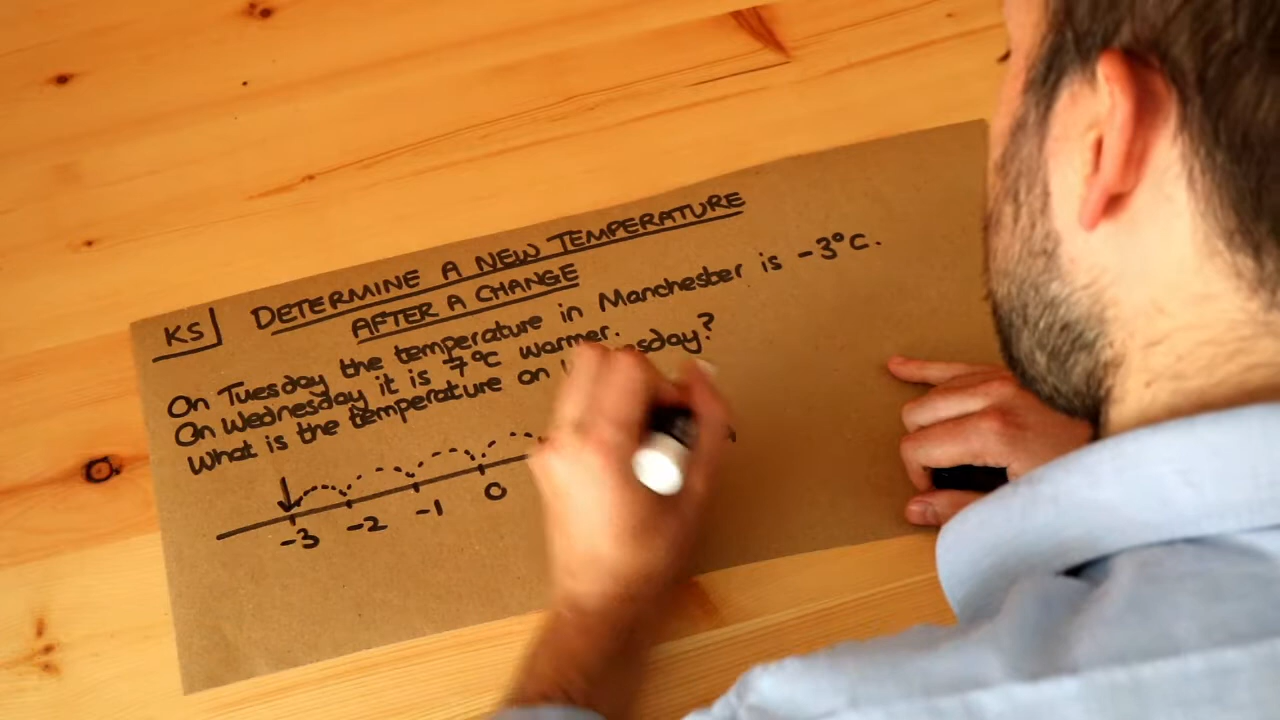 KS
DETERMINE A NEW TEMPERATURE
AFTER A CHANGE
On Tuesday the temperature in Manchester is -3°C.
On Wednesday it is 7°C warmer.
What is the temperature on
-3 -2 -1 0